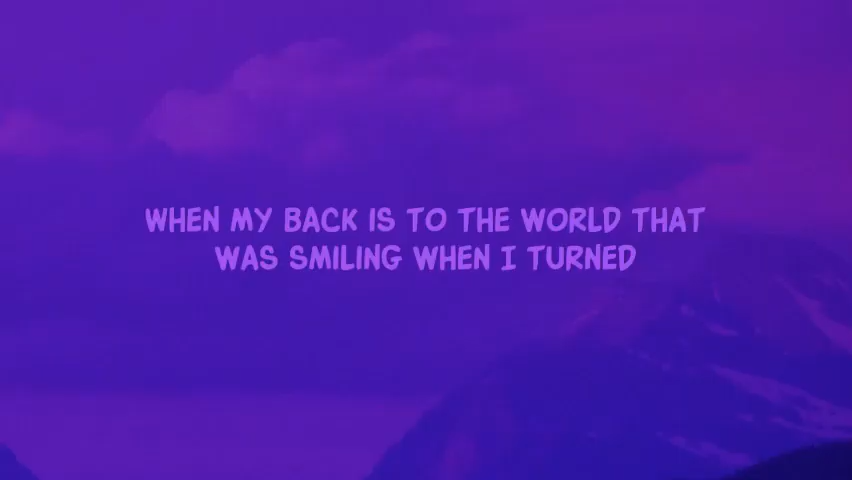 WHEN MY BACK IS TO THE WORLD THAT
WAS SMILING WHEN I TURNED